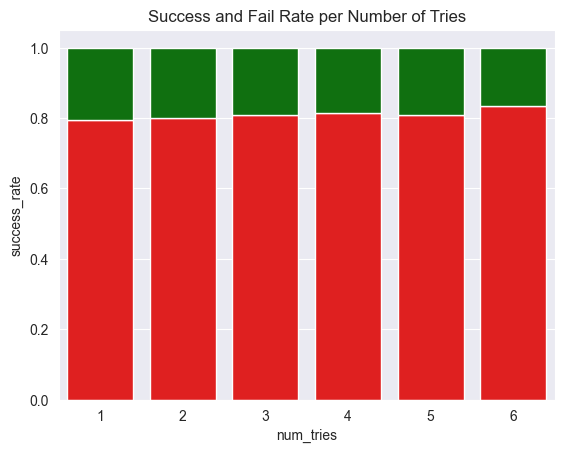 Success and Fail Rate per Number of Tries
1.0
0.8
0.6
0.4
0.2
0.0
success_rate
1 2 3 4 5 6
num_tries